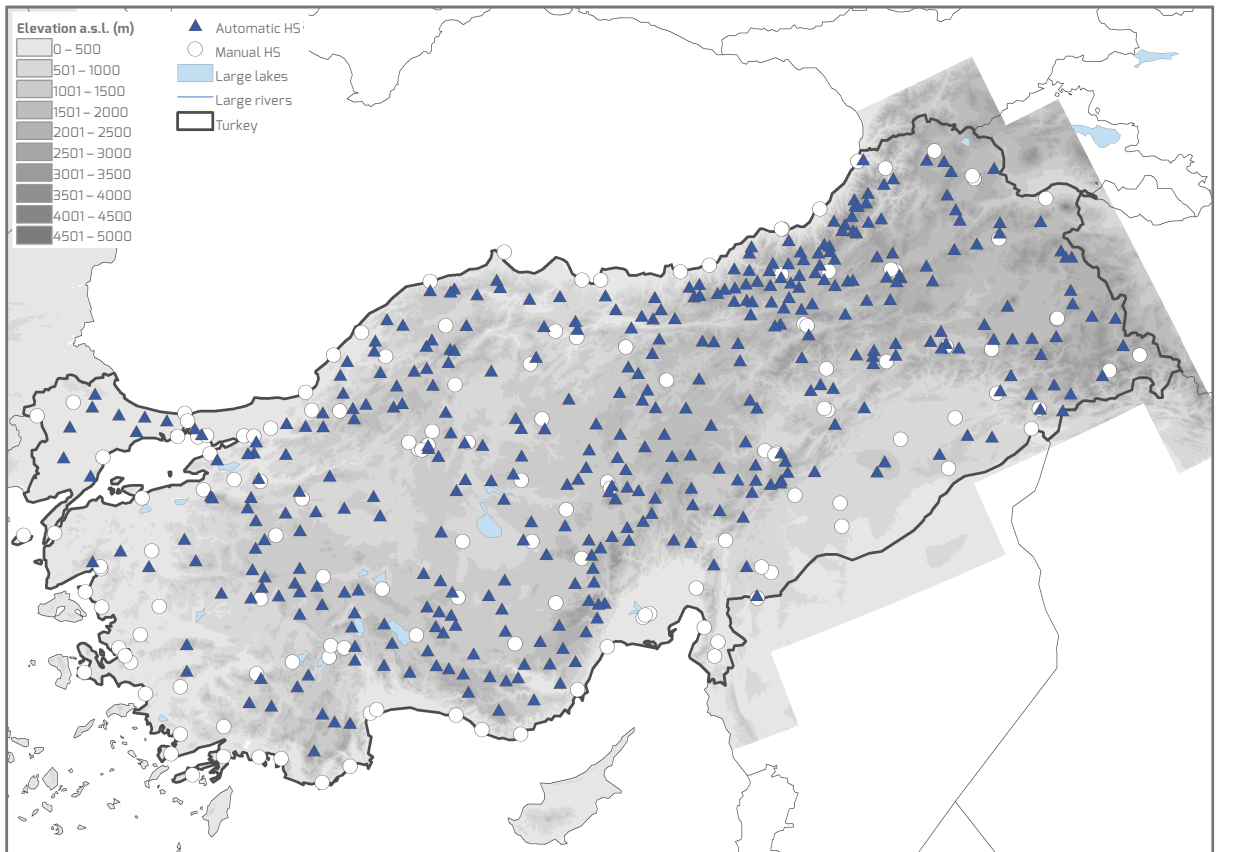 Elevation a.s.l. (m)
0 – 500
501 – 1000
1001 – 1500
1501 – 2000
2001 – 2500
2501 – 3000
3001 – 3500
3501 – 4000
4001 – 4500
4501 – 5000
Automatic HS
Manual HS
Large lakes
Large rivers
Turkey